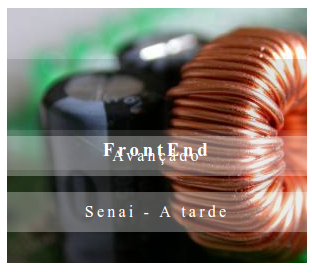 FrontEnd
Avançado
Senai - A tarde